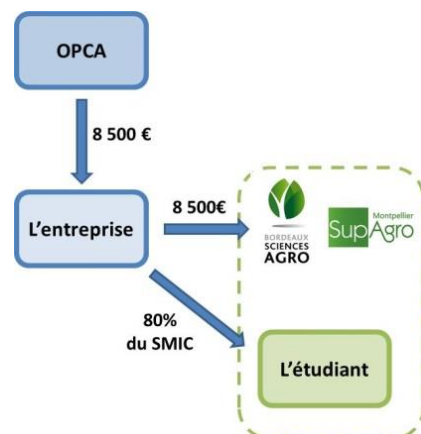 OPCA
8 500 €
L'entreprise
8 500€
BORDEAUX
SCIENCES
AGRO
Montpellier
SupAgro
80%
du SMIC
L'étudiant